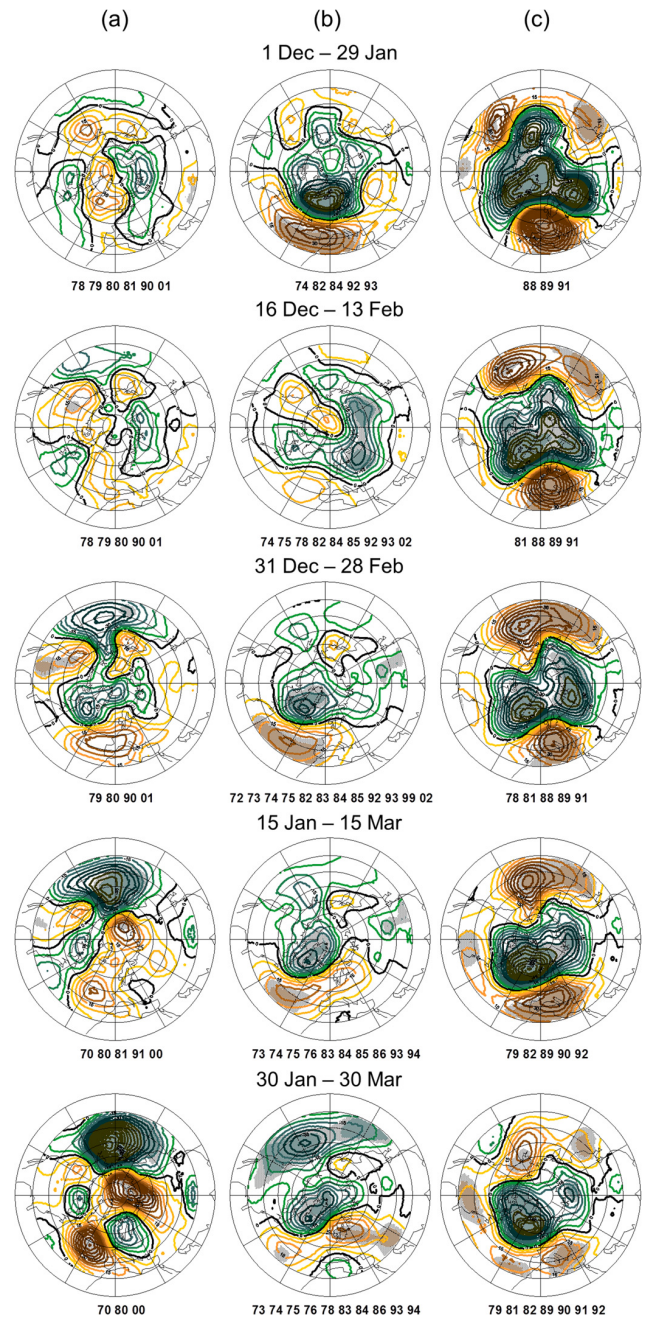 (a) (b) (c)
1 Dec – 29 Jan
78 79 80 81 90 01 74 82 84 92 93 88 89 91
16 Dec – 13 Feb
78 79 80 90 01 74 75 78 82 84 85 92 93 02 81 88 89 91
31 Dec – 28 Feb
79 80 90 01 72 73 74 75 82 83 84 85 92 93 99 02 78 81 88 89 91
15 Jan – 15 Mar
70 80 81 91 00 73 74 75 76 83 84 85 86 93 94 79 82 89 90 92
30 Jan – 30 Mar
70 80 00 73 74 75 76 78 83 84 86 93 94 79 81 82 89 90 91 92